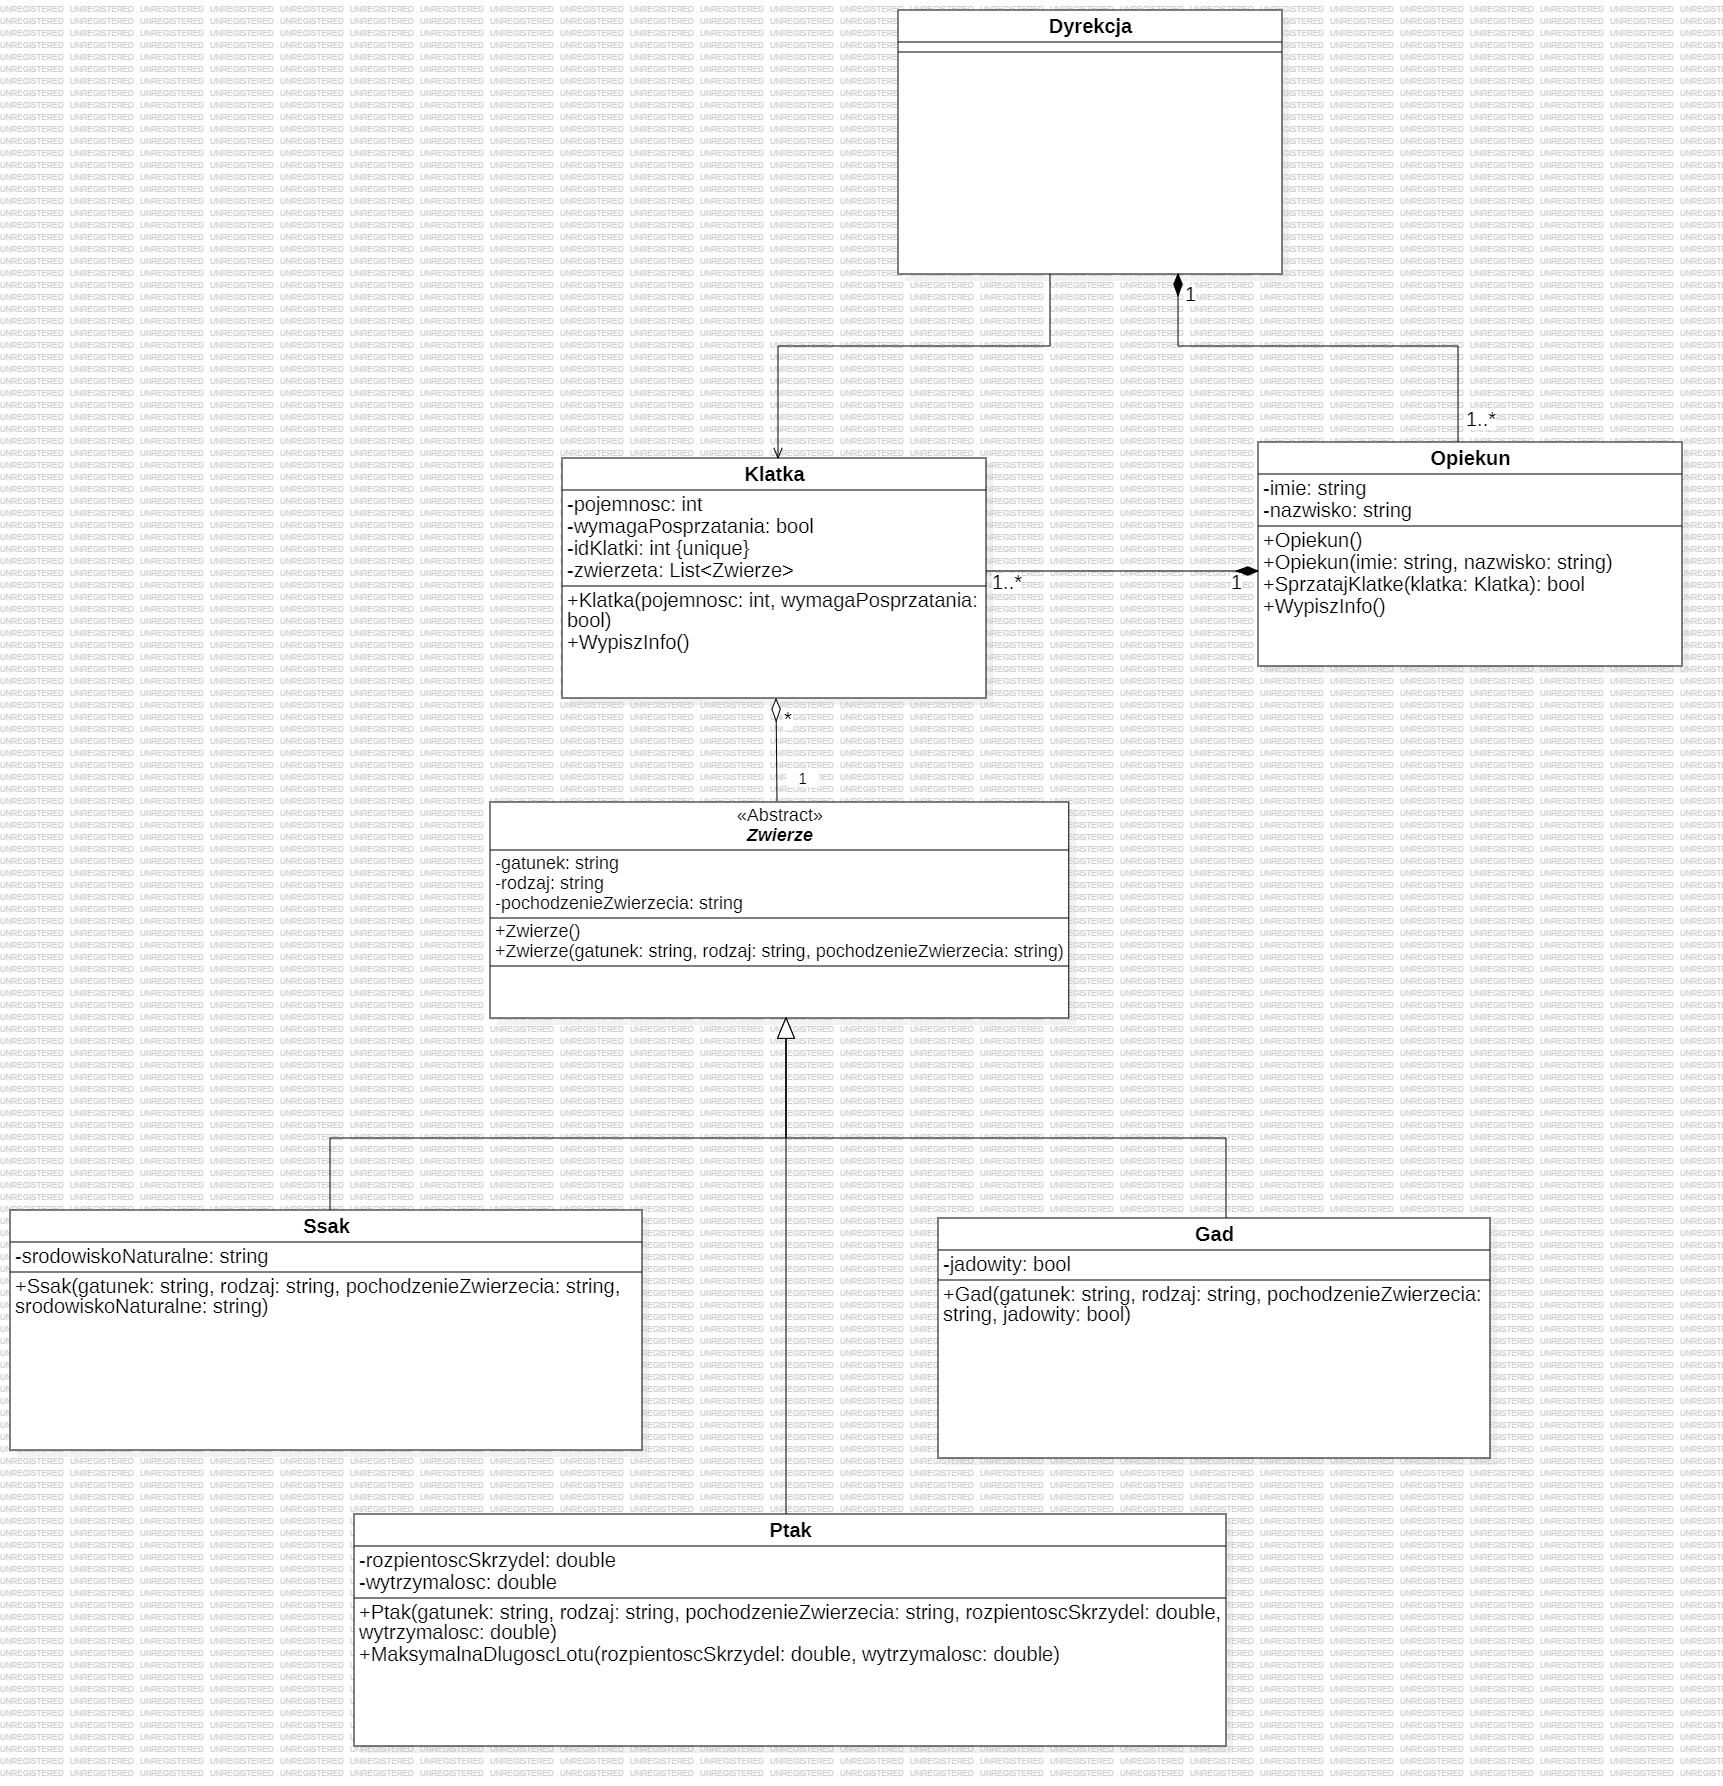 Dyrekcja
1
1..*
Klatka
-pojemnosc: int
-wymagaPosprzatania: bool
-idKlatki: int {unique}
-zwierzeta: List<Zwierze>
+Klatka(pojemnosc: int, wymagaPosprzatania:
bool)
+WypiszInfo()
1..*
1
Opiekun
-imie: string
-nazwisko: string
+Opiekun()
+Opiekun(imie: string, nazwisko: string)
+SprzatajKlatke(klatka: Klatka): bool
+WypiszInfo()
*
1
«Abstract»
Zwierze
-gatunek: string
-rodzaj: string
-pochodzenieZwierzecia: string
+Zwierze()
+Zwierze(gatunek: string, rodzaj: string, pochodzenieZwierzecia: string)
Ssak
-srodowiskoNaturalne: string
+Ssak(gatunek: string, rodzaj: string, pochodzenieZwierzecia: string,
srodowiskoNaturalne: string)
Gad
-jadowity: bool
+Gad(gatunek: string, rodzaj: string, pochodzenieZwierzecia:
string, jadowity: bool)
Ptak
-rozpientoscSkrzydel: double
-wytrzymalosc: double
+Ptak(gatunek: string, rodzaj: string, pochodzenieZwierzecia: string, rozpientoscSkrzydel: double,
wytrzymalosc: double)
+MaksymalnaDlugoscLotu(rozpientoscSkrzydel: double, wytrzymalosc: double)
UNREGISTERED